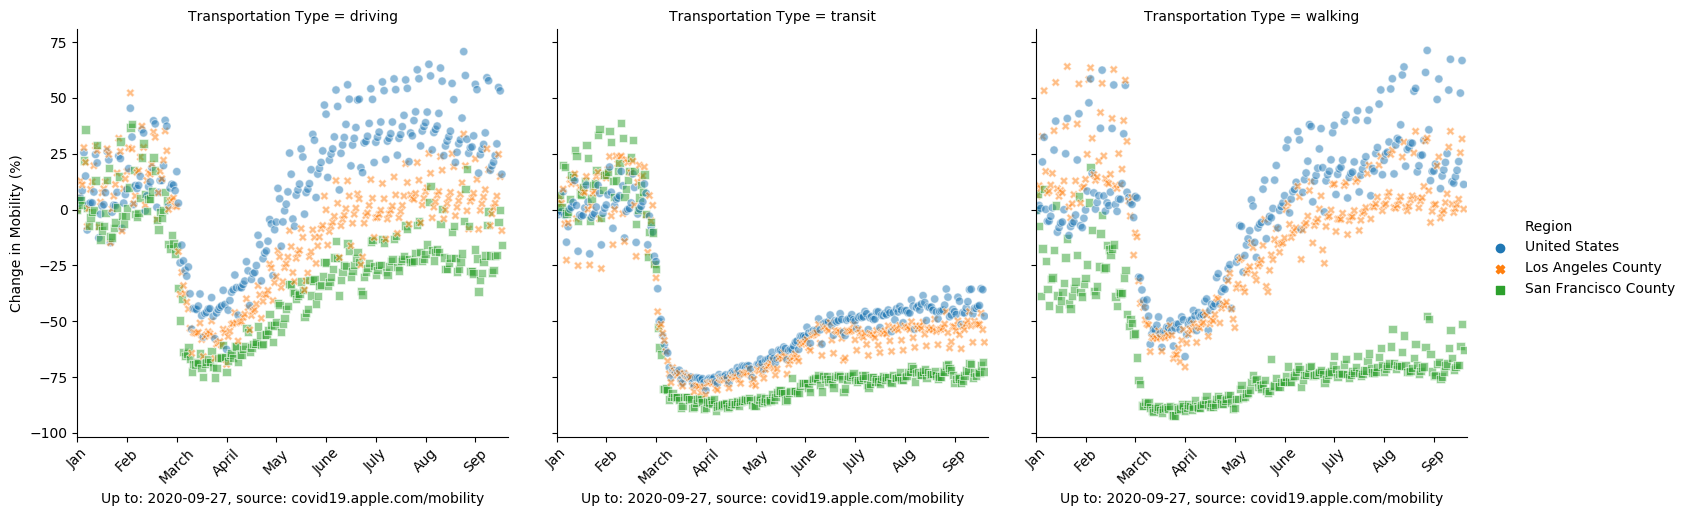 Transportation Type = driving
Transportation Type = transit
Transportation Type = walking
Change in Mobility (%)
75
50
25
0
−25
−50
−75
−100
Jan
Feb
March
April
May
June
July
Aug
Sep
Jan
Feb
March
April
May
June
July
Aug
Sep
Jan
Feb
March
April
May
June
July
Aug
Sep
Up to: 2020-09-27, source: covid19.apple.com/mobility
Up to: 2020-09-27, source: covid19.apple.com/mobility
Up to: 2020-09-27, source: covid19.apple.com/mobility
Region
United States
Los Angeles County
San Francisco County